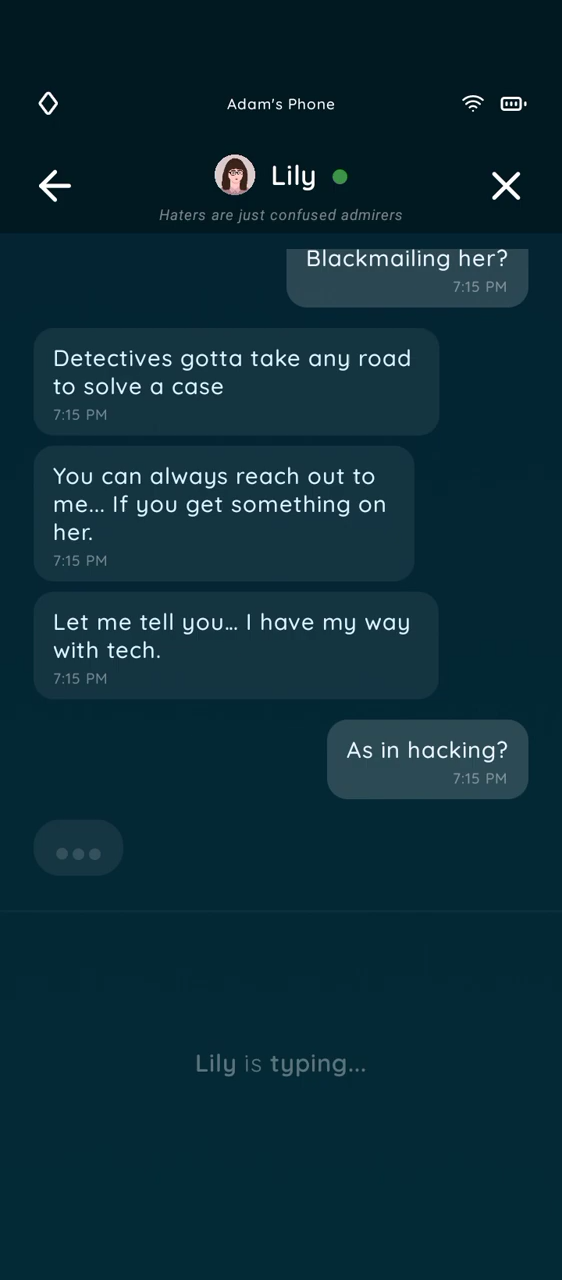 Adam's Phone
Lily
Haters are just confused admirers
Blackmailing her?
7:15 PM
Detectives gotta take any road
to solve a case
7:15 PM
You can always reach out to
me... If you get something on
her.
7:15 PM
Let me tell you... I have my way
with tech.
7:15 PM
As in hacking?
7:15 PM
Lily is typing...